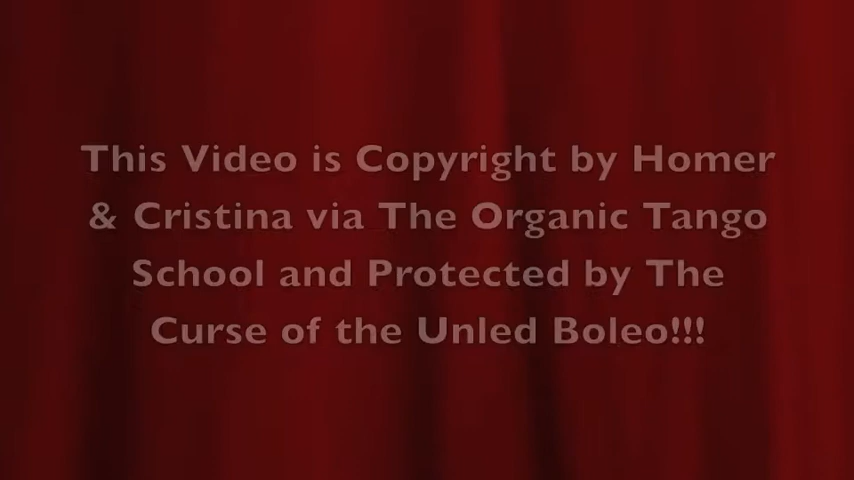 This Video is Copyright by Homer
& Cristina via The Organic Tango
School and Protected by The
Curse of the Unled Boleo!!!